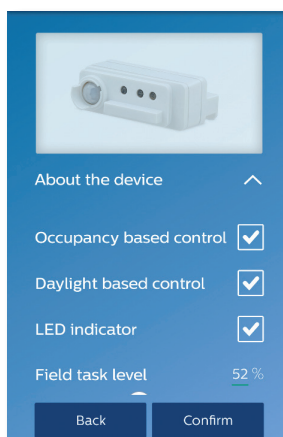 About the device
Occupancy based control
Daylight based control
LED indicator
Field task level 52 %
Back Confirm